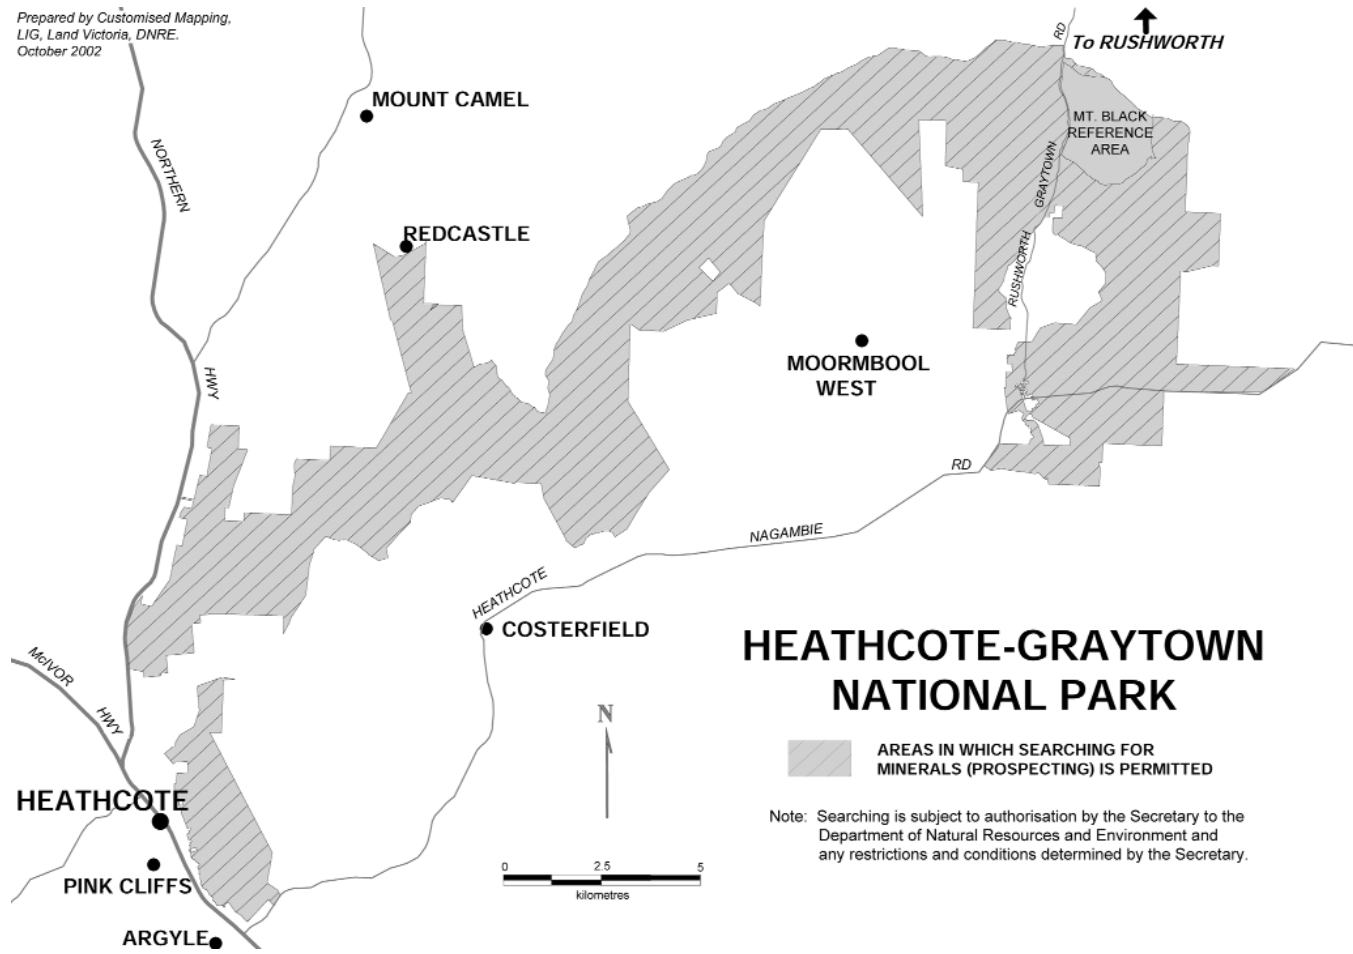 Prepared by Customised Mapping,
LIG, Land Victoria, DNRE.
October 2002
RD
To RUSHWORTH
MOUNT CAMEL
MT. BLACK
REFERENCE
AREA
NORTHERN
GRAYTOWN
REDCASTLE
RUSHWORTH
MOORMBOOL
WEST
HWY
RD
NAGAMBIE
HEATHCOTE
COSTERFIELD
HEATHCOTE-GRAYTOWN
NATIONAL PARK
McIVOR
HWY
N
AREAS IN WHICH SEARCHING FOR
MINERALS (PROSPECTING) IS PERMITTED
HEATHCOTE
Note: Searching is subject to authorisation by the Secretary to the
Department of Natural Resources and Environment and
any restrictions and conditions determined by the Secretary.
0 2.5 5
kilometres
PINK CLIFFS
ARGYLE